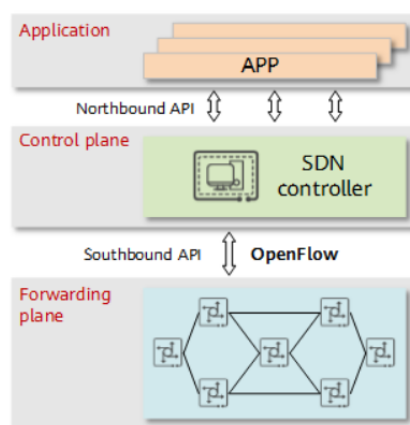 Application
APP
Northbound API
Control plane
SDN
controller
Southbound API OpenFlow
Forwarding
plane